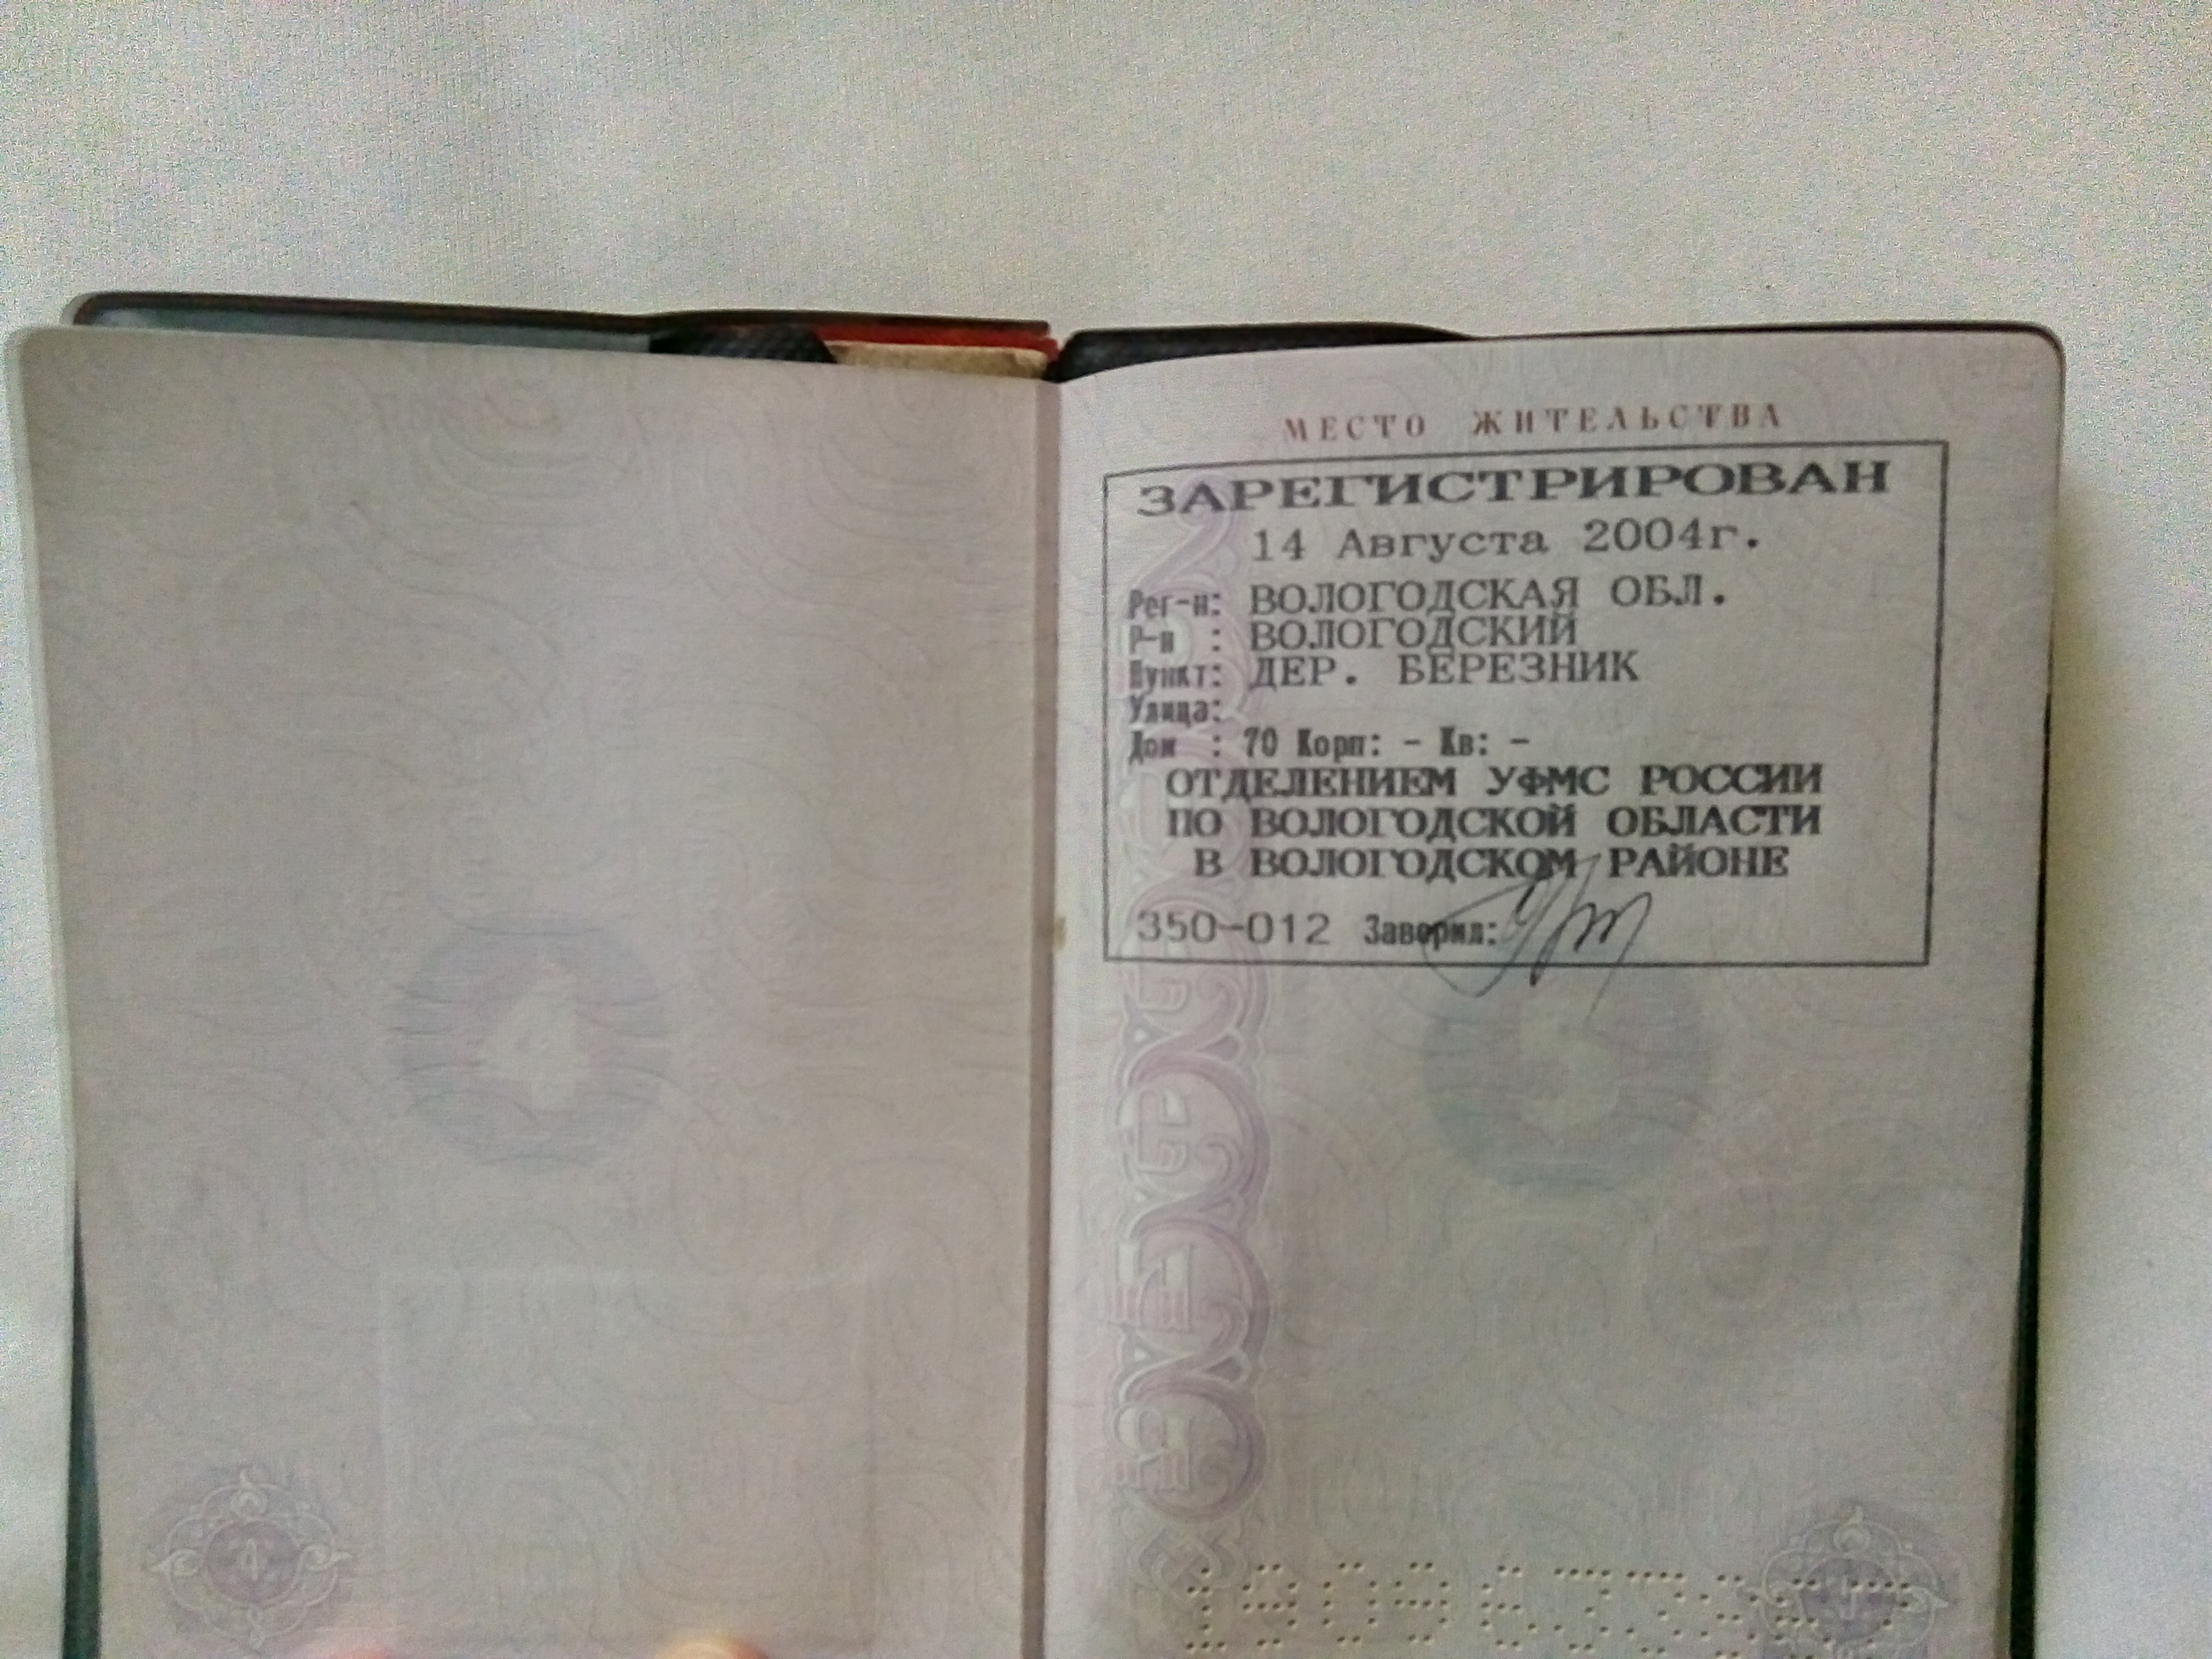 МЕСТО ЖИТЕЛЬСТВА
ЗАРЕГИСТРИРОВАН
14 Августа 2004г.
Рег-н: ВОЛОГОДСКАЯ ОБЛ.
Р-н : ВОЛОГОДСКИЙ
Пункт: ДЕР. БЕРЕЗНИК
Улица:
Дом : 70 Корп: - Кв: -
ОТДЕЛЕНИЕМ УФМС РОССИИ
ПО ВОЛОГОДСКОЙ ОБЛАСТИ
В ВОЛОГОДСКОМ РАЙОНЕ
350-012 Заверил: